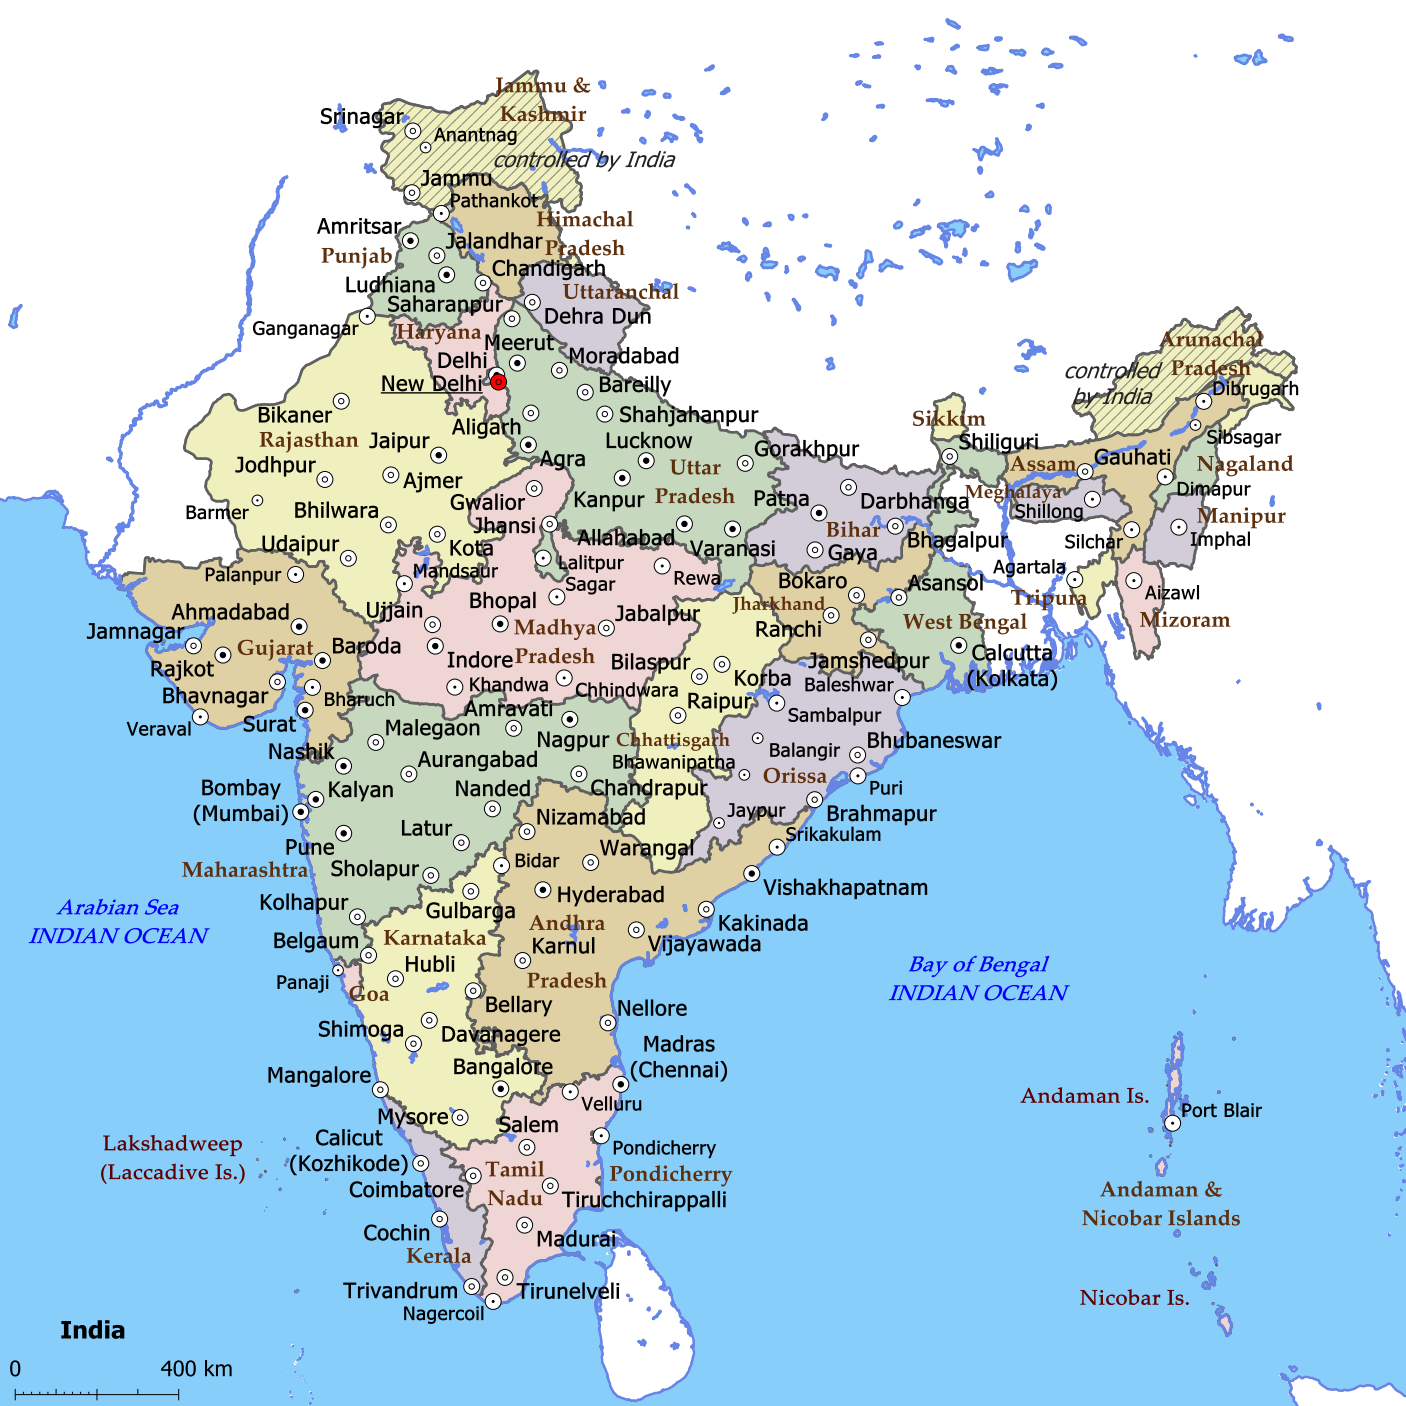 Jammu &
Kashmir
Srinagar
Anantnag
controlled by India
Jammu
Pathankot
Himachal
Pradesh
Amritsar
Punjab
Jalandhar
Chandigarh
Ludhiana
Saharanpur
Uttaranchal
Dehra Dun
Ganganagar
Haryana
Meerut
Delhi
Moradabad
New Delhi
Bareilly
Arunachal
Pradesh
controlled
by India
Dibrugarh
Bikaner
Shahjahanpur
Sikkim
Rajasthan
Jaipur
Aligarh
Lucknow
Gorakhpur
Shiliguri
Sibsagar
Jodhpur
Ajmer
Agra
Uttar
Pradesh
Assam
Gauhati
Nagaland
Gwalior
Kanpur
Patna
Darbhanga
Meghalaya
Dimapur
Barmer
Bhilwara
Jhansi
Shillong
Manipur
Allahabad
Varanasi
Bihar
Bhagalpur
Silchar
Imphal
Udaipur
Kota
Gaya
Palanpur
Mandsaur
Lalitpur
Sagar
Rewa
Bokaro
Asansol
Agartala
Aizawl
Ahmadabad
Ujjain
Bhopal
Jabalpur
Jharkhand
Tripura
Jamnagar
Madhya
Pradesh
Ranchi
West Bengal
Mizoram
Gujarat
Baroda
Rajkot
Indore
Bilaspur
Jamshedpur
Calcutta
(Kolkata)
Bhavnagar
Bharuch
Khandwa
Chhindwara
Korba
Baleshwar
Veraval
Surat
Amravati
Raipur
Sambalpur
Malegaon
Nagpur
Chhattisgarh
Balangir
Bhubaneswar
Nashik
Aurangabad
Bhawanipatna
Orissa
Bombay
(Mumbai)
Kalyan
Nanded
Chandrapur
Puri
Jaypur
Brahmapur
Pune
Latur
Nizamabad
Srikakulam
Maharashtra
Sholapur
Bidar
Warangal
Vishakhapatnam
Arabian Sea
INDIAN OCEAN
Kolhapur
Gulbarga
Hyderabad
Andhra
Pradesh
Kakinada
Belgaum
Karnataka
Karnul
Vijayawada
Panaji
Hubli
Goa
Bay of Bengal
INDIAN OCEAN
Bellary
Nellore
Shimoga
Davanagere
Madras
(Chennai)
Mangalore
Bangalore
Velluru
Andaman Is.
Port Blair
Mysore
Salem
Lakshadweep
(Laccadive Is.)
Calicut
(Kozhikode)
Pondicherry
Pondicherry
Tamil
Nadu
Coimbatore
Tiruchchirappalli
Andaman &
Nicobar Islands
Cochin
Kerala
Madurai
Trivandrum
Tirunelveli
Nagercoil
Nicobar Is.
India
0
400 km